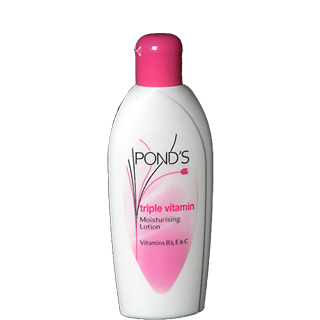 POND'S
triple vitamin
Moisturising
Lotion
Vitamins B3, E & C